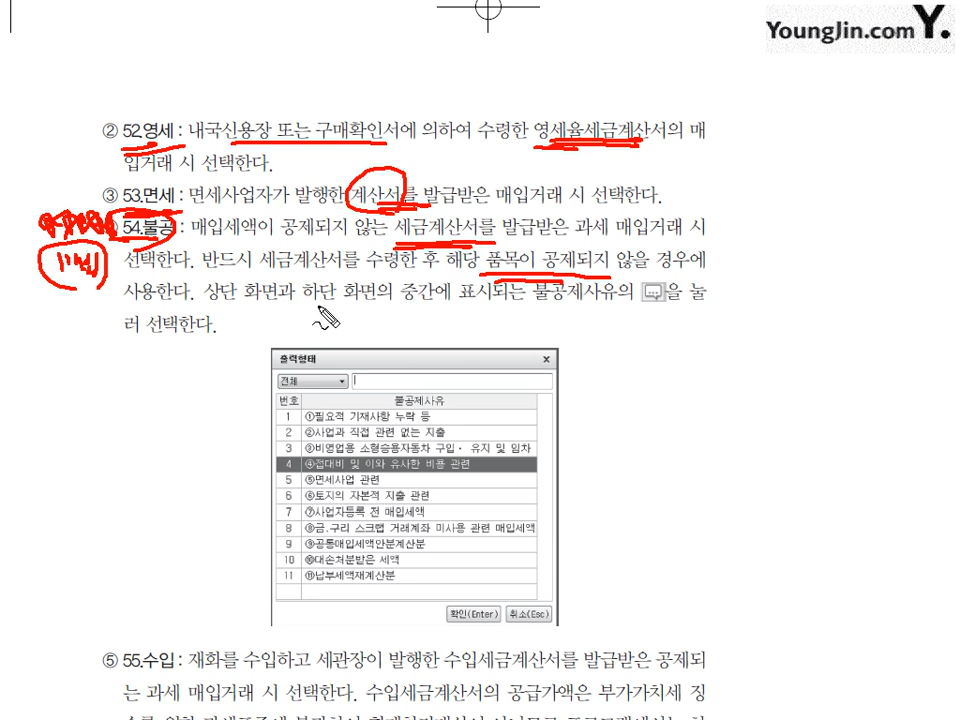 YoungJin.com Y.
② 52.영세 : 내국신용장 또는 구매확인서에 의하여 수령한 영세율세금계산서의 매
입거래 시 선택한다.
③ 53.면세 : 면세사업자가 발행한 계산서를 발급받은 매입거래 시 선택한다.
54.불공 : 매입세액이 공제되지 않는 세금계산서를 발급받은 과세 매입거래 시
선택한다. 반드시 세금계산서를 수령한 후 해당 품목이 공제되지 않을 경우에
사용한다. 상단 화면과 하단 화면의 중간에 표시되는 불공제사유의 을 눌
러 선택한다.
출력형태 x
전체
번호 불공제사유
1 ①필요적 기재사항 누락 등
2 ②사업과 직접 관련 없는 지출
3 ③비영업용 소형승용자동차 구입· 유지 및 임차
4 ④접대비 및 이와 유사한 비용 관련
5 ⑤면세사업 관련
6 ⑥토지의 자본적 지출 관련
7 ⑦사업자등록 전 매입세액
8 ⑧금.구리 스크랩 거래계좌 미사용 관련 매입세액
9 ⑨공통매입세액안분계산분
10 ⑩대손처분받은 세액
11 ⑪납부세액재계산분
확인(Enter) 취소(Esc)
⑤ 55.수입 : 재화를 수입하고 세관장이 발행한 수입세금계산서를 발급받은 공제되
는 과세 매입거래 시 선택한다. 수입세금계산서의 공급가액은 부가가치세 징